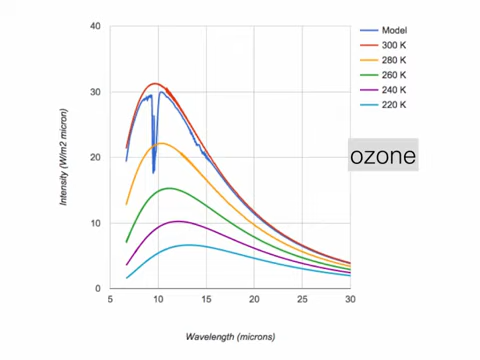 40
30
20
10
0
5
10
15
20
25
30
Intensity (W/m2 micron)
Wavelength (microns)
Model
300 K
280 K
260 K
240 K
220 K
ozone